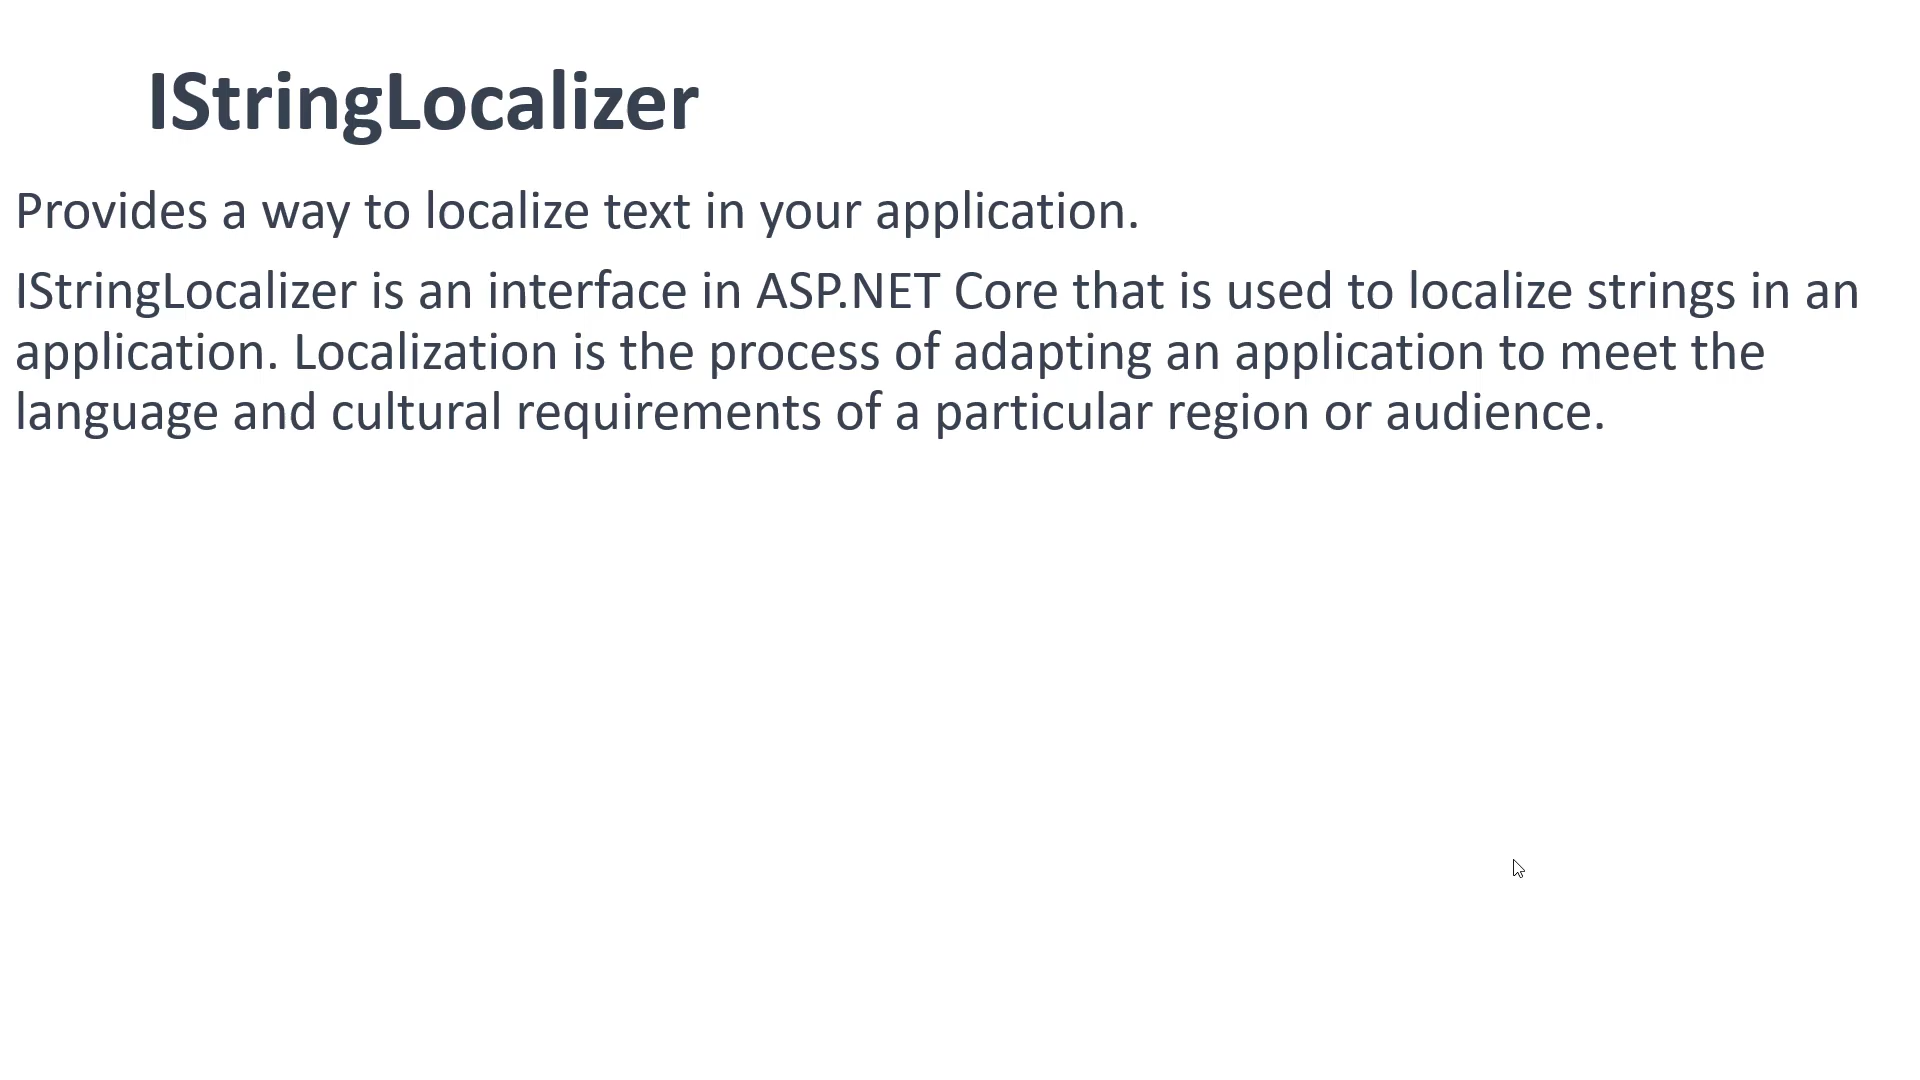 IStringLocalizer
Provides a way to localize text in your application.
IStringLocalizer is an interface in ASP.NET Core that is used to localize strings in an
application. Localization is the process of adapting an application to meet the
language and cultural requirements of a particular region or audience.